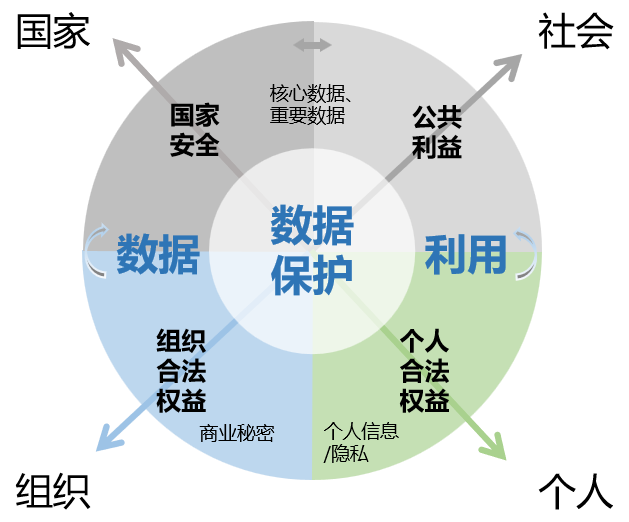 国家
社会
核心数据、
重要数据
国家
安全
公共
利益
数据
数据
保护
利用
组织
合法
权益
个人
合法
权益
商业秘密
个人信息
/隐私
组织
个人